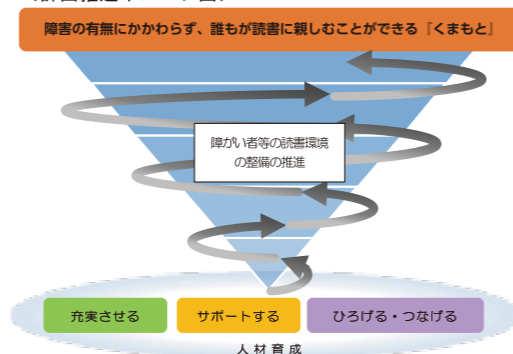 障害の有無にかかわらず、誰もが読書に親しむことができる『くまもと』
障がい者等の読書環境
の整備の推進
充実させる
サポートする
ひろげる・つなげる
人材育成